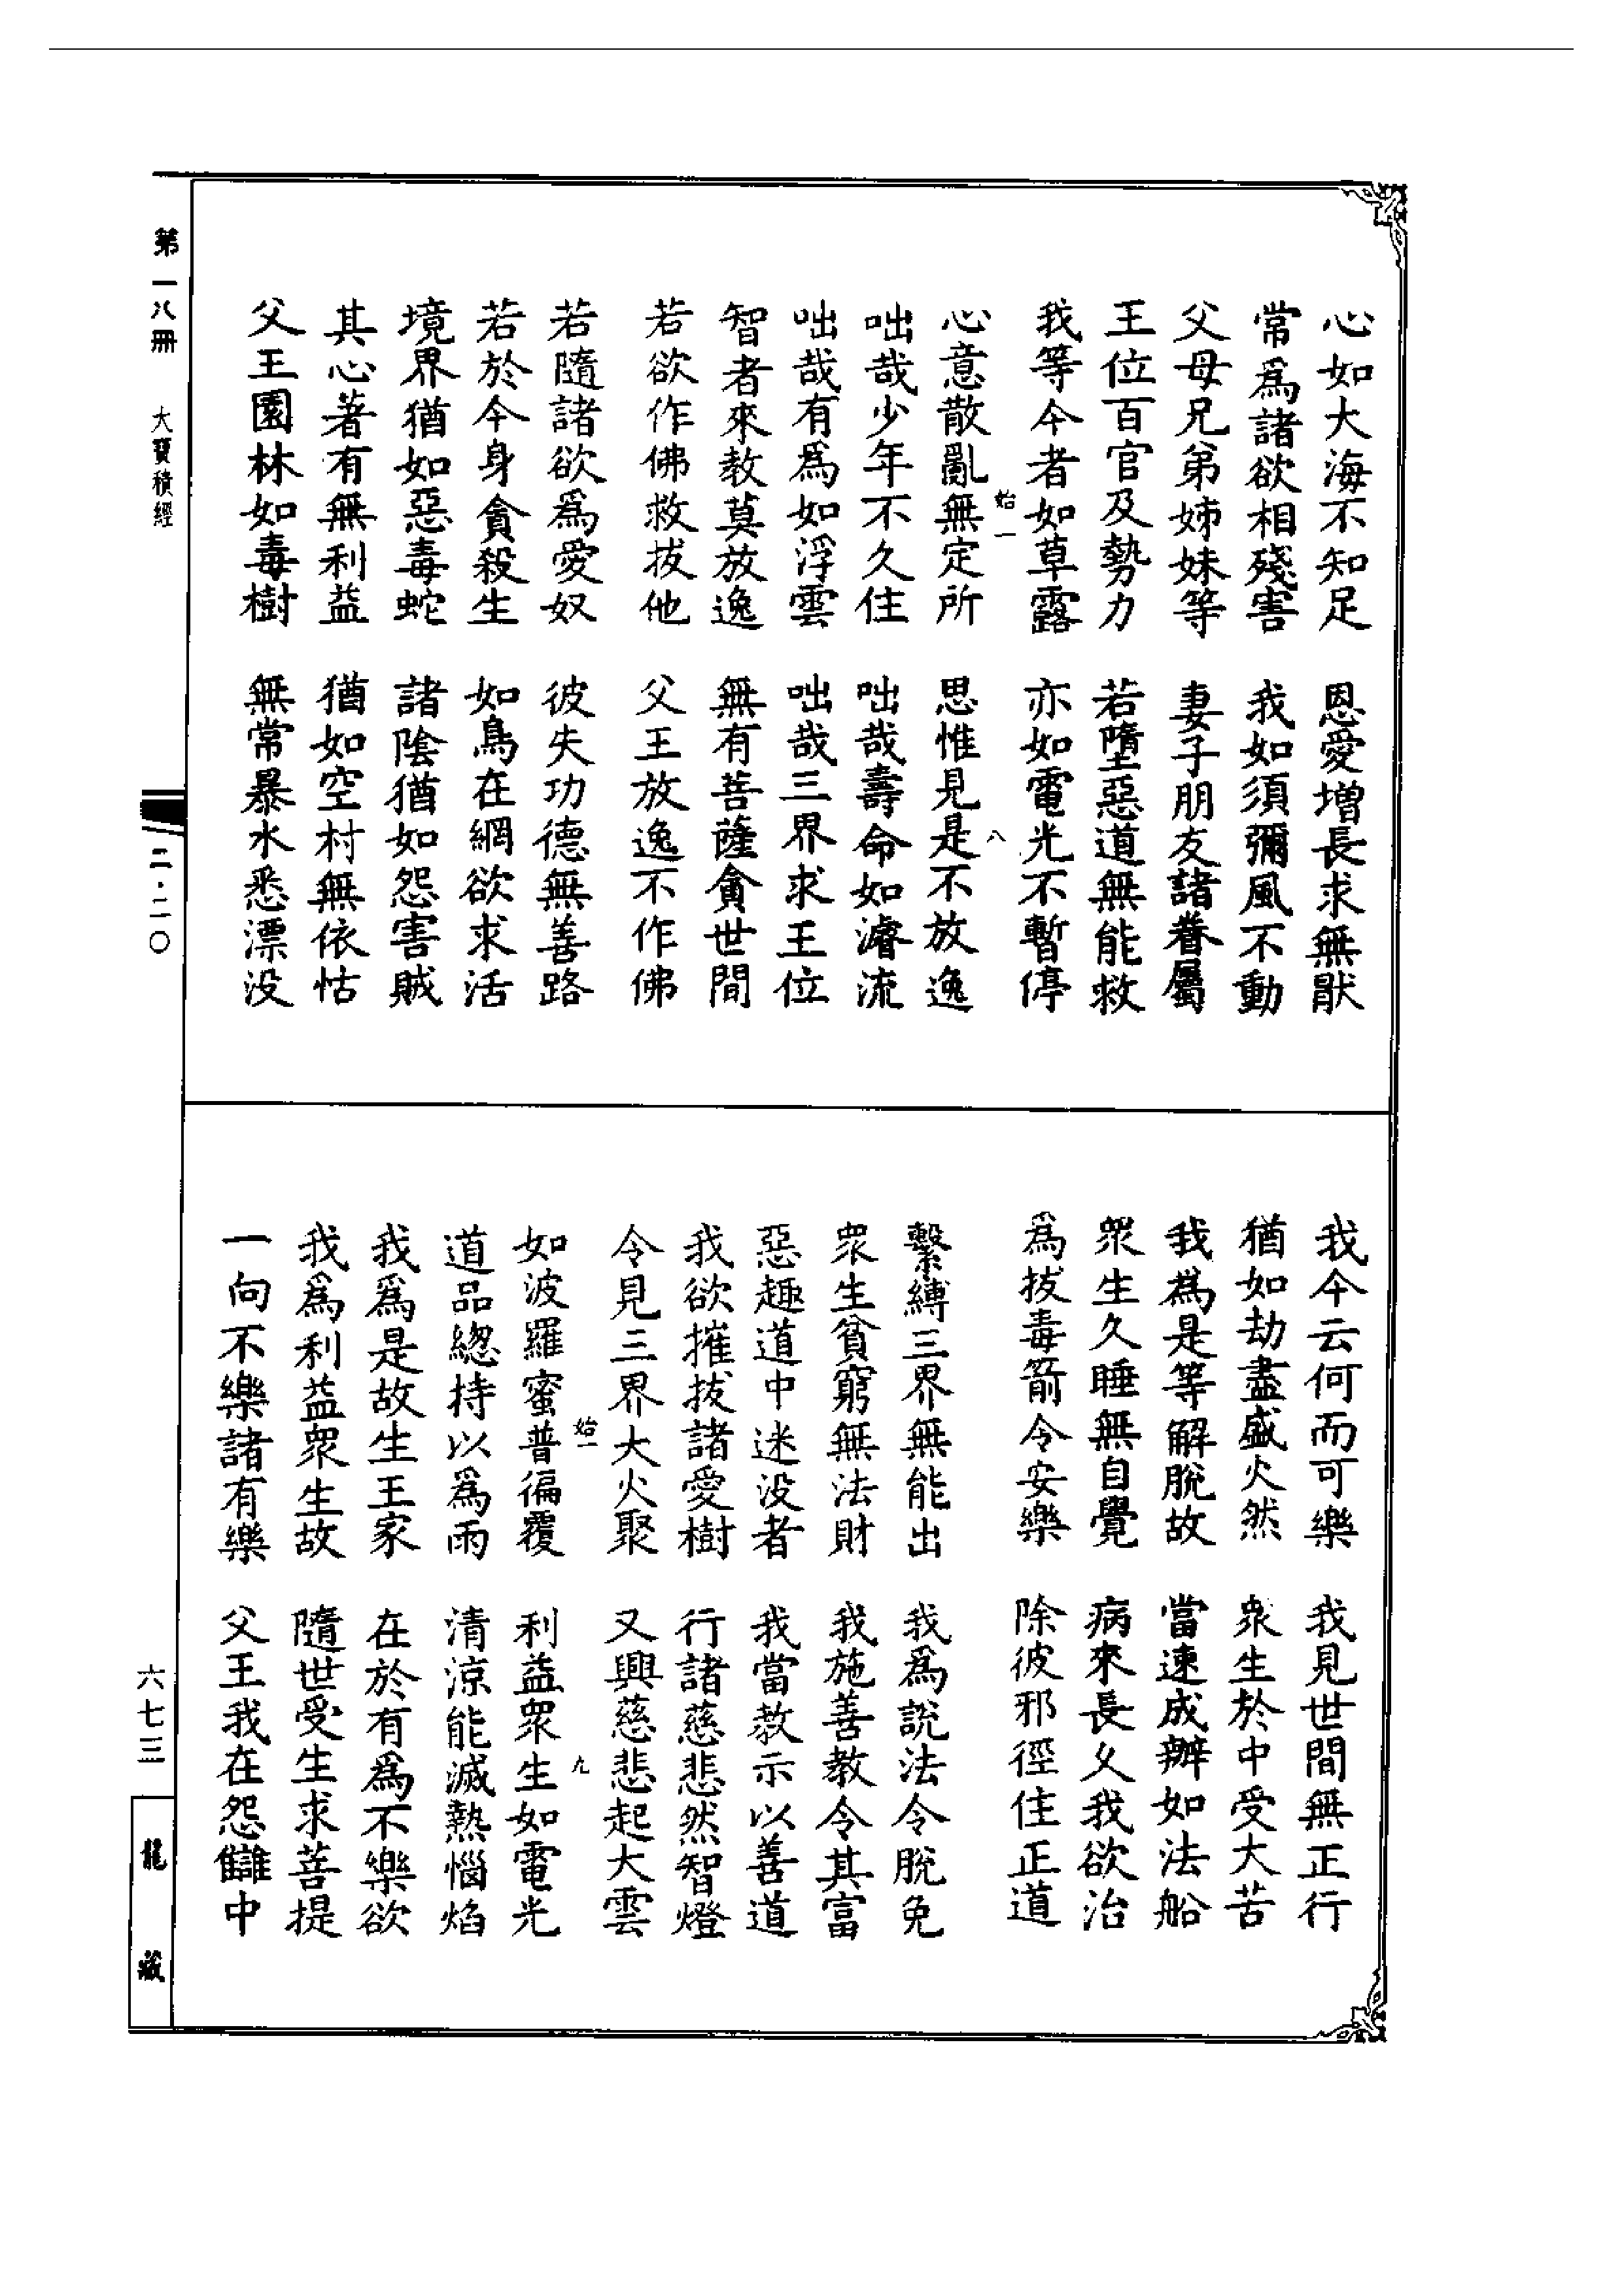 心如大海不知足　恩愛增長求無猒
常爲諸欲相殘害　我如須彌風不動
父母兄弟姊妹等　妻子朋友諸眷屬
王位百官及勢力　若墮惡道無能救
我等今者如草露　亦如電光不暫停
始一　八
心意散亂無定所　思惟見是不放逸
咄哉少年不久住　咄哉壽命如濬流
咄哉有爲如浮雲　咄哉三界求王位
智者來教莫放逸　無有菩薩貪世間
若欲作佛救拔他　父王放逸不作佛
若隨諸欲爲愛奴　彼失功德無善路
若於今身貪殺生　如鳥在網欲求活
境界猶如惡毒蛇　諸陰猶如怨害賊
其心著有無利益　猶如空村無依怙
父王園林如毒樹　無常暴水悉漂没
我今云何而可樂　我見世間無正行
猶如劫盡盛火然　衆生於中受大苦
我爲是等解脫故　當速成辦如法船
衆生久睡無自覺　病來長久我欲治
爲拔毒箭令安樂　除彼邪徑住正道
繫縛三界無能出　我爲説法令脫免
衆生貧窮無法財　我施善教令其富
惡趣道中迷没者　我當教示以善道
我欲摧拔諸愛樹　行諸慈悲然智燈
令見三界大火聚　又興慈悲起大雲
始一　九
如波羅蜜普徧覆　利益衆生如電光
道品緫持以爲雨　清涼能滅熱惱焰
我爲是故生王家　在於有爲不樂欲
我爲利益衆生故　隨世受生求菩提
一向不樂諸有樂　父王我在怨讎中
第一八冊　大寶積經
二·二〇
六七三
龍藏